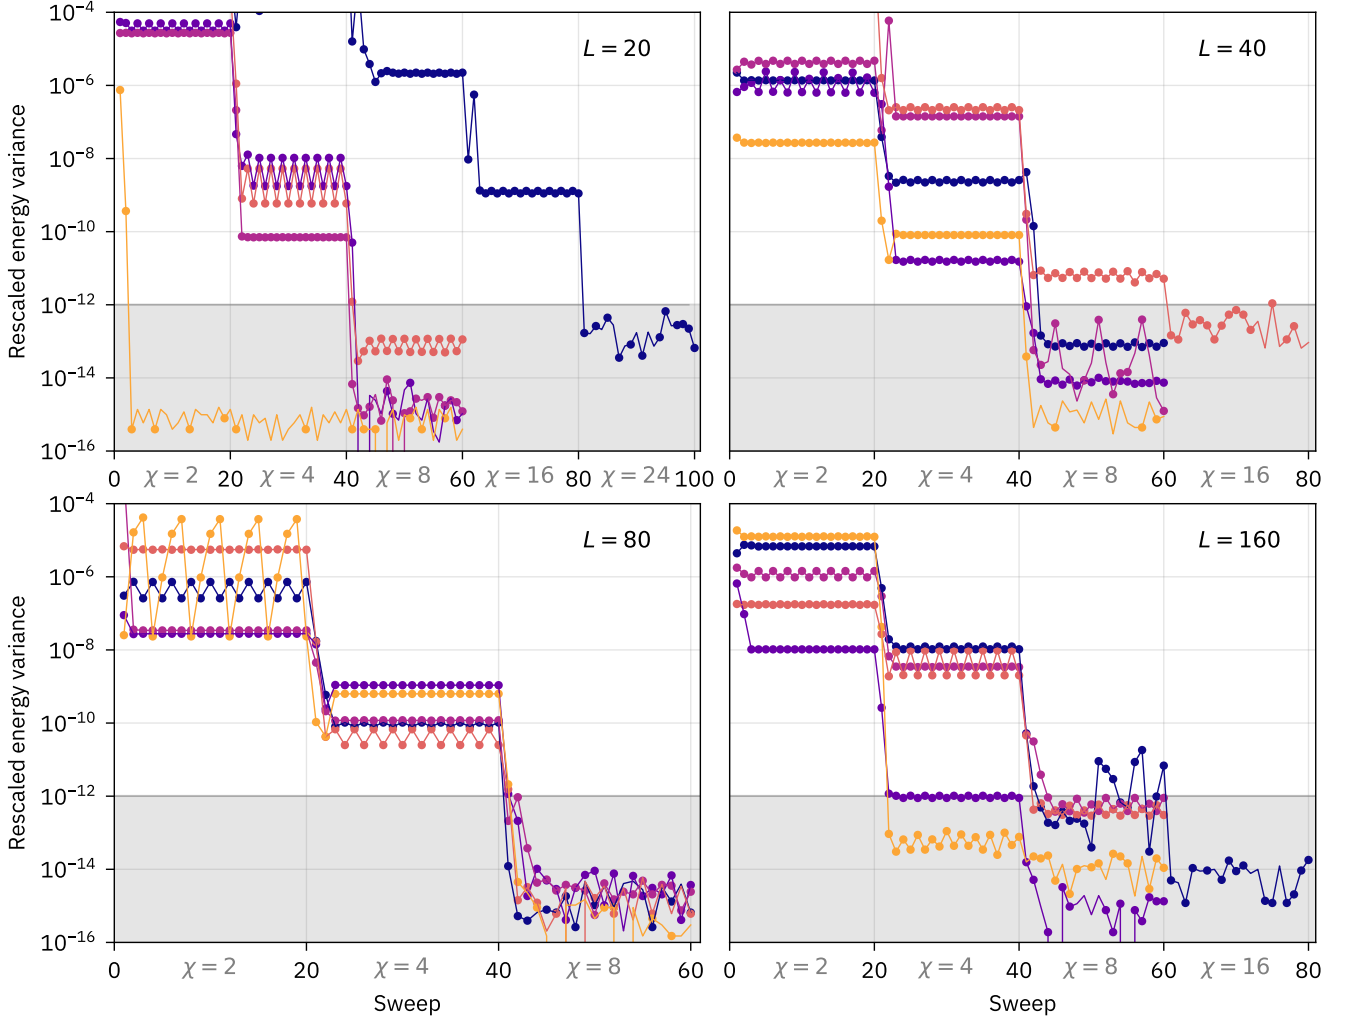 Rescaled energy variance
10⁻⁴
10⁻⁶
10⁻⁸
10⁻¹⁰
10⁻¹²
10⁻¹⁴
10⁻¹⁶
L = 20
0 χ = 2 20 χ = 4 40 χ = 8 60 χ = 16 80 χ = 24 100
L = 40
0 χ = 2 20 χ = 4 40 χ = 8 60 χ = 16 80
Rescaled energy variance
10⁻⁴
10⁻⁶
10⁻⁸
10⁻¹⁰
10⁻¹²
10⁻¹⁴
10⁻¹⁶
L = 80
0 χ = 2 20 χ = 4 40 χ = 8 60
Sweep
L = 160
0 χ = 2 20 χ = 4 40 χ = 8 60 χ = 16 80
Sweep